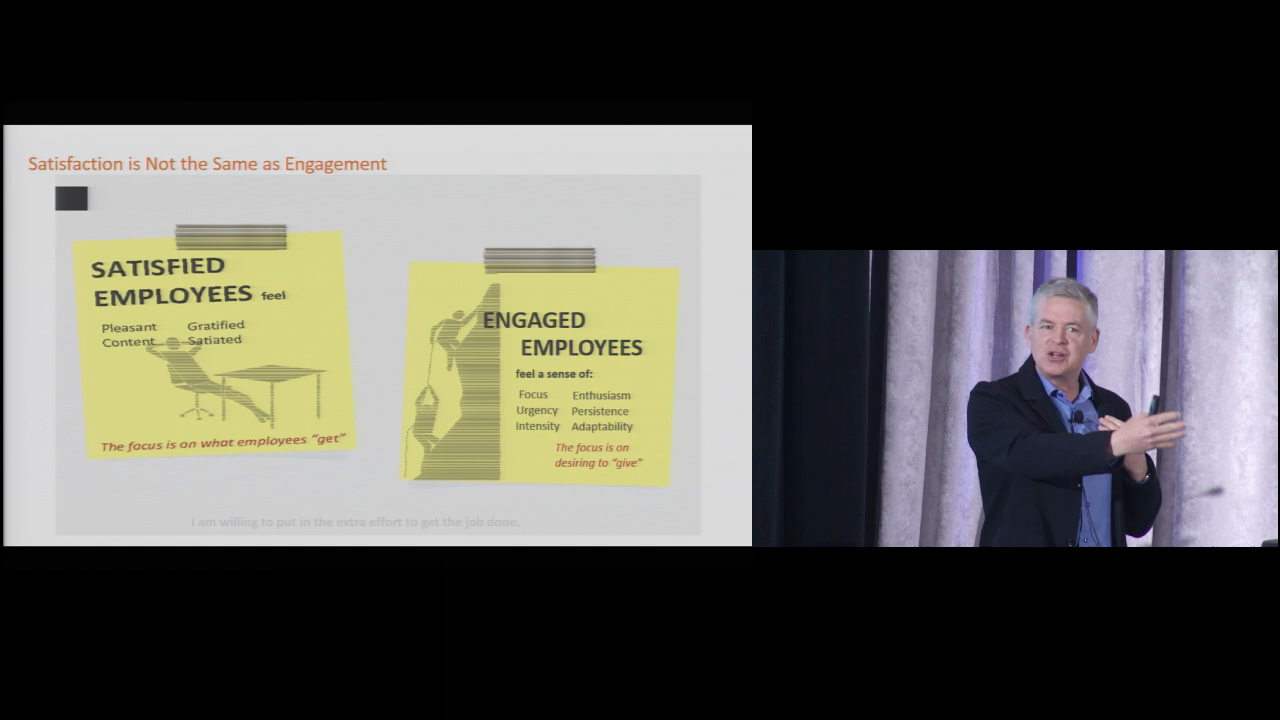 Satisfaction is Not the Same as Engagement
SATISFIED
EMPLOYEES feel
Pleasant Gratified
Content Satiated
The focus is on what employees "get"
ENGAGED
EMPLOYEES
feel a sense of:
Focus Enthusiasm
Urgency Persistence
Intensity Adaptability
The focus is on
desiring to "give"
I am willing to put in the extra effort to get the job done.